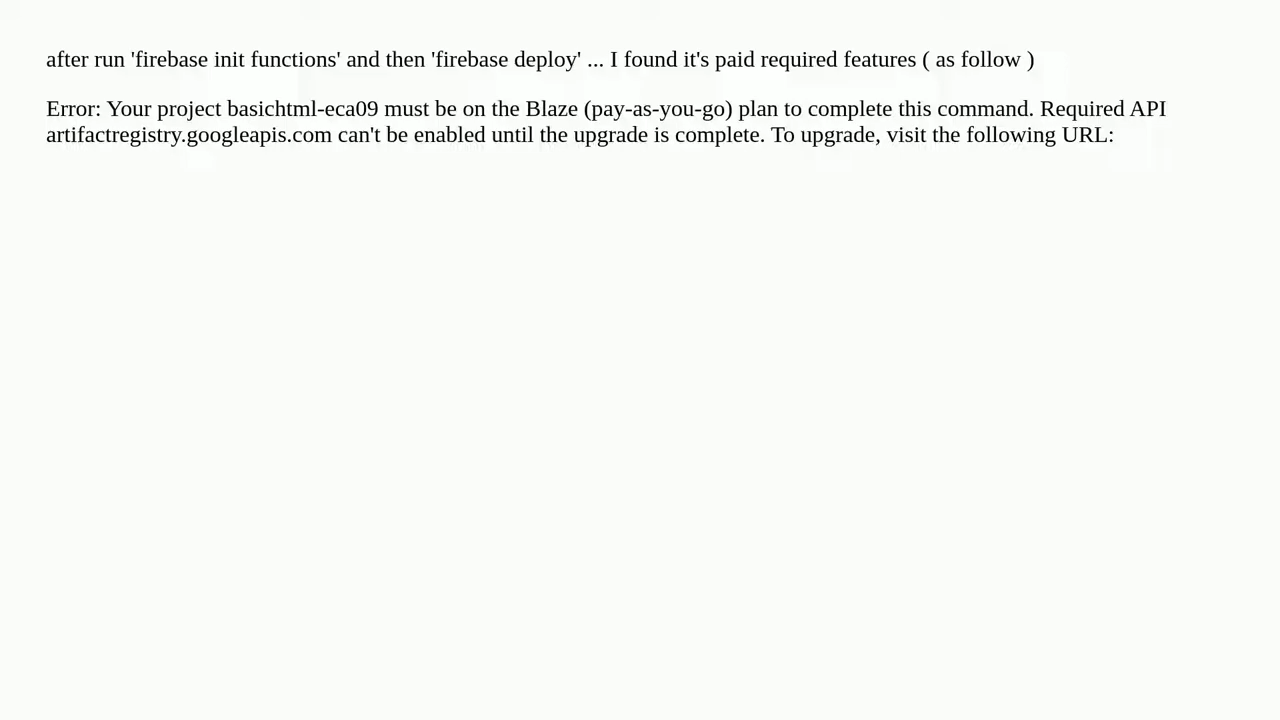 after run 'firebase init functions' and then 'firebase deploy' ... I found it's paid required features ( as follow )
Error: Your project basichtml-eca09 must be on the Blaze (pay-as-you-go) plan to complete this command. Required API
artifactregistry.googleapis.com can't be enabled until the upgrade is complete. To upgrade, visit the following URL: